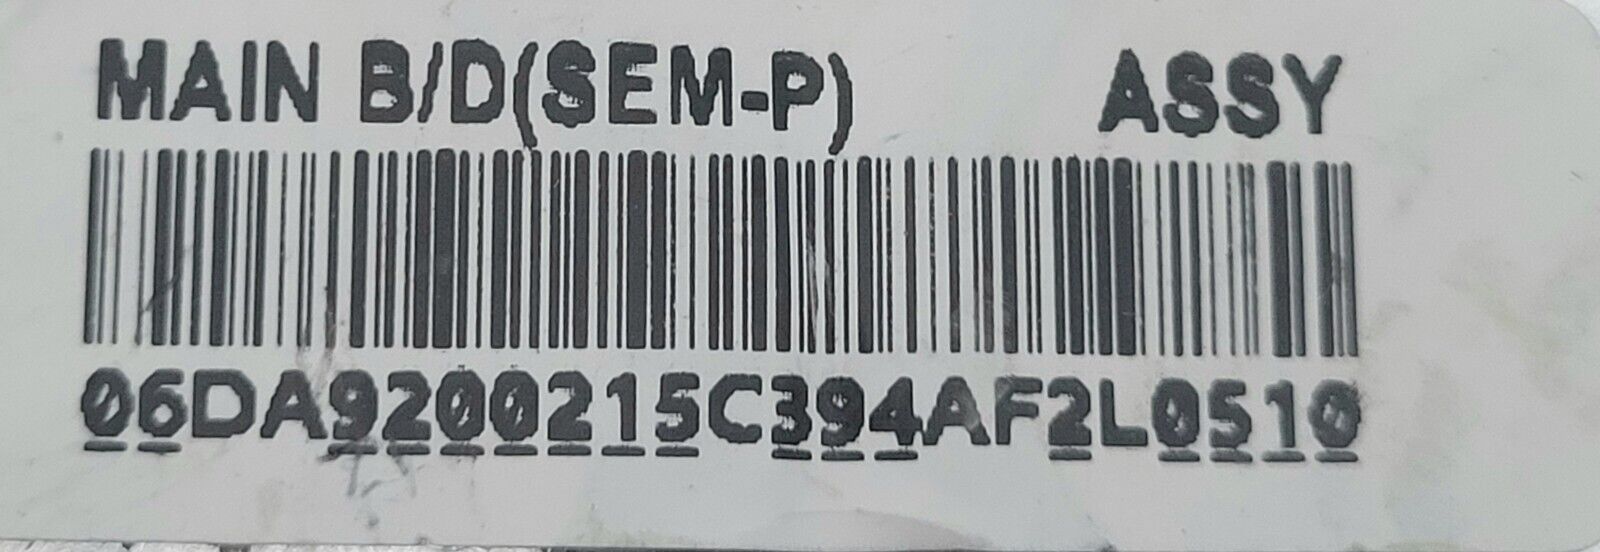 MAIN B/D(SEM-P) ASSY
06DA9200215C394AF2L0510